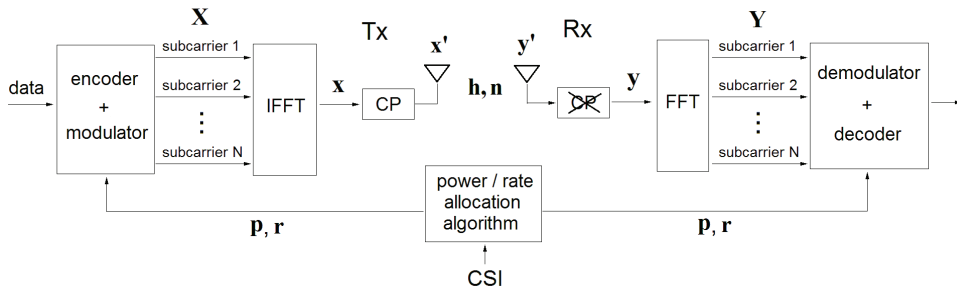 X
Y
Tx
Rx
x'
y'
data
encoder
+
modulator
subcarrier 1
subcarrier 2
⋮
subcarrier N
IFFT
x
CP
h, n
CP
y
FFT
subcarrier 1
subcarrier 2
⋮
subcarrier N
demodulator
+
decoder
power / rate
allocation
algorithm
p, r
p, r
CSI